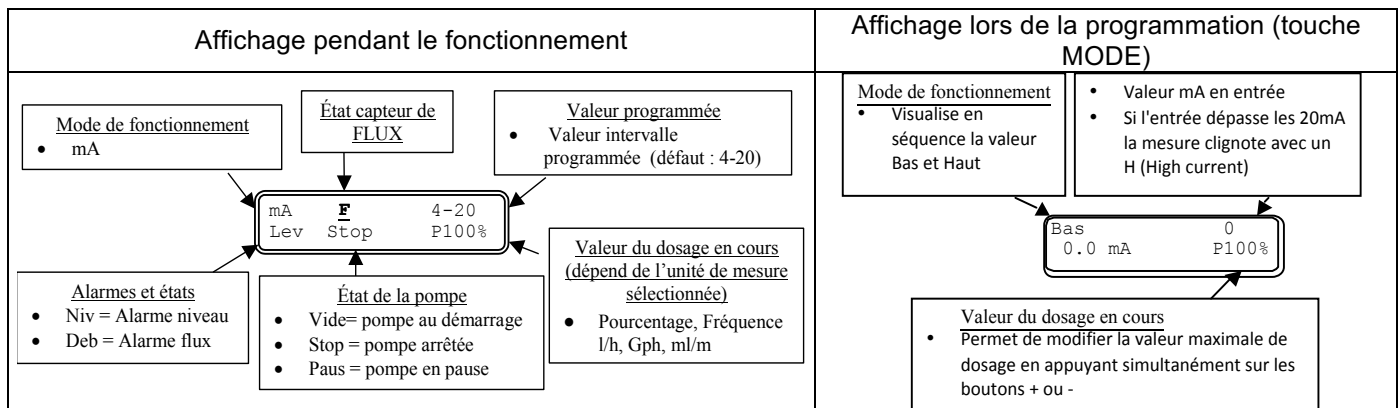 Affichage pendant le fonctionnement
Affichage lors de la programmation (touche
MODE)
Mode de fonctionnement
• mA
État capteur de
FLUX
Valeur programmée
• Valeur intervalle
programmée (défaut : 4-20)
mA F 4-20
Lev Stop P100%
Alarmes et états
• Niv = Alarme niveau
• Deb = Alarme flux
État de la pompe
• Vide= pompe au démarrage
• Stop = pompe arrêtée
• Paus = pompe en pause
Valeur du dosage en cours
(dépend de l’unité de mesure
sélectionnée)
• Pourcentage, Fréquence
l/h, Gph, ml/m
Mode de fonctionnement
• Visualise en
séquence la valeur
Bas et Haut
• Valeur mA en entrée
• Si l'entrée dépasse les 20mA
la mesure clignote avec un
H (High current)
Bas 0
0.0 mA P100%
Valeur du dosage en cours
• Permet de modifier la valeur maximale de
dosage en appuyant simultanément sur les
boutons + ou -